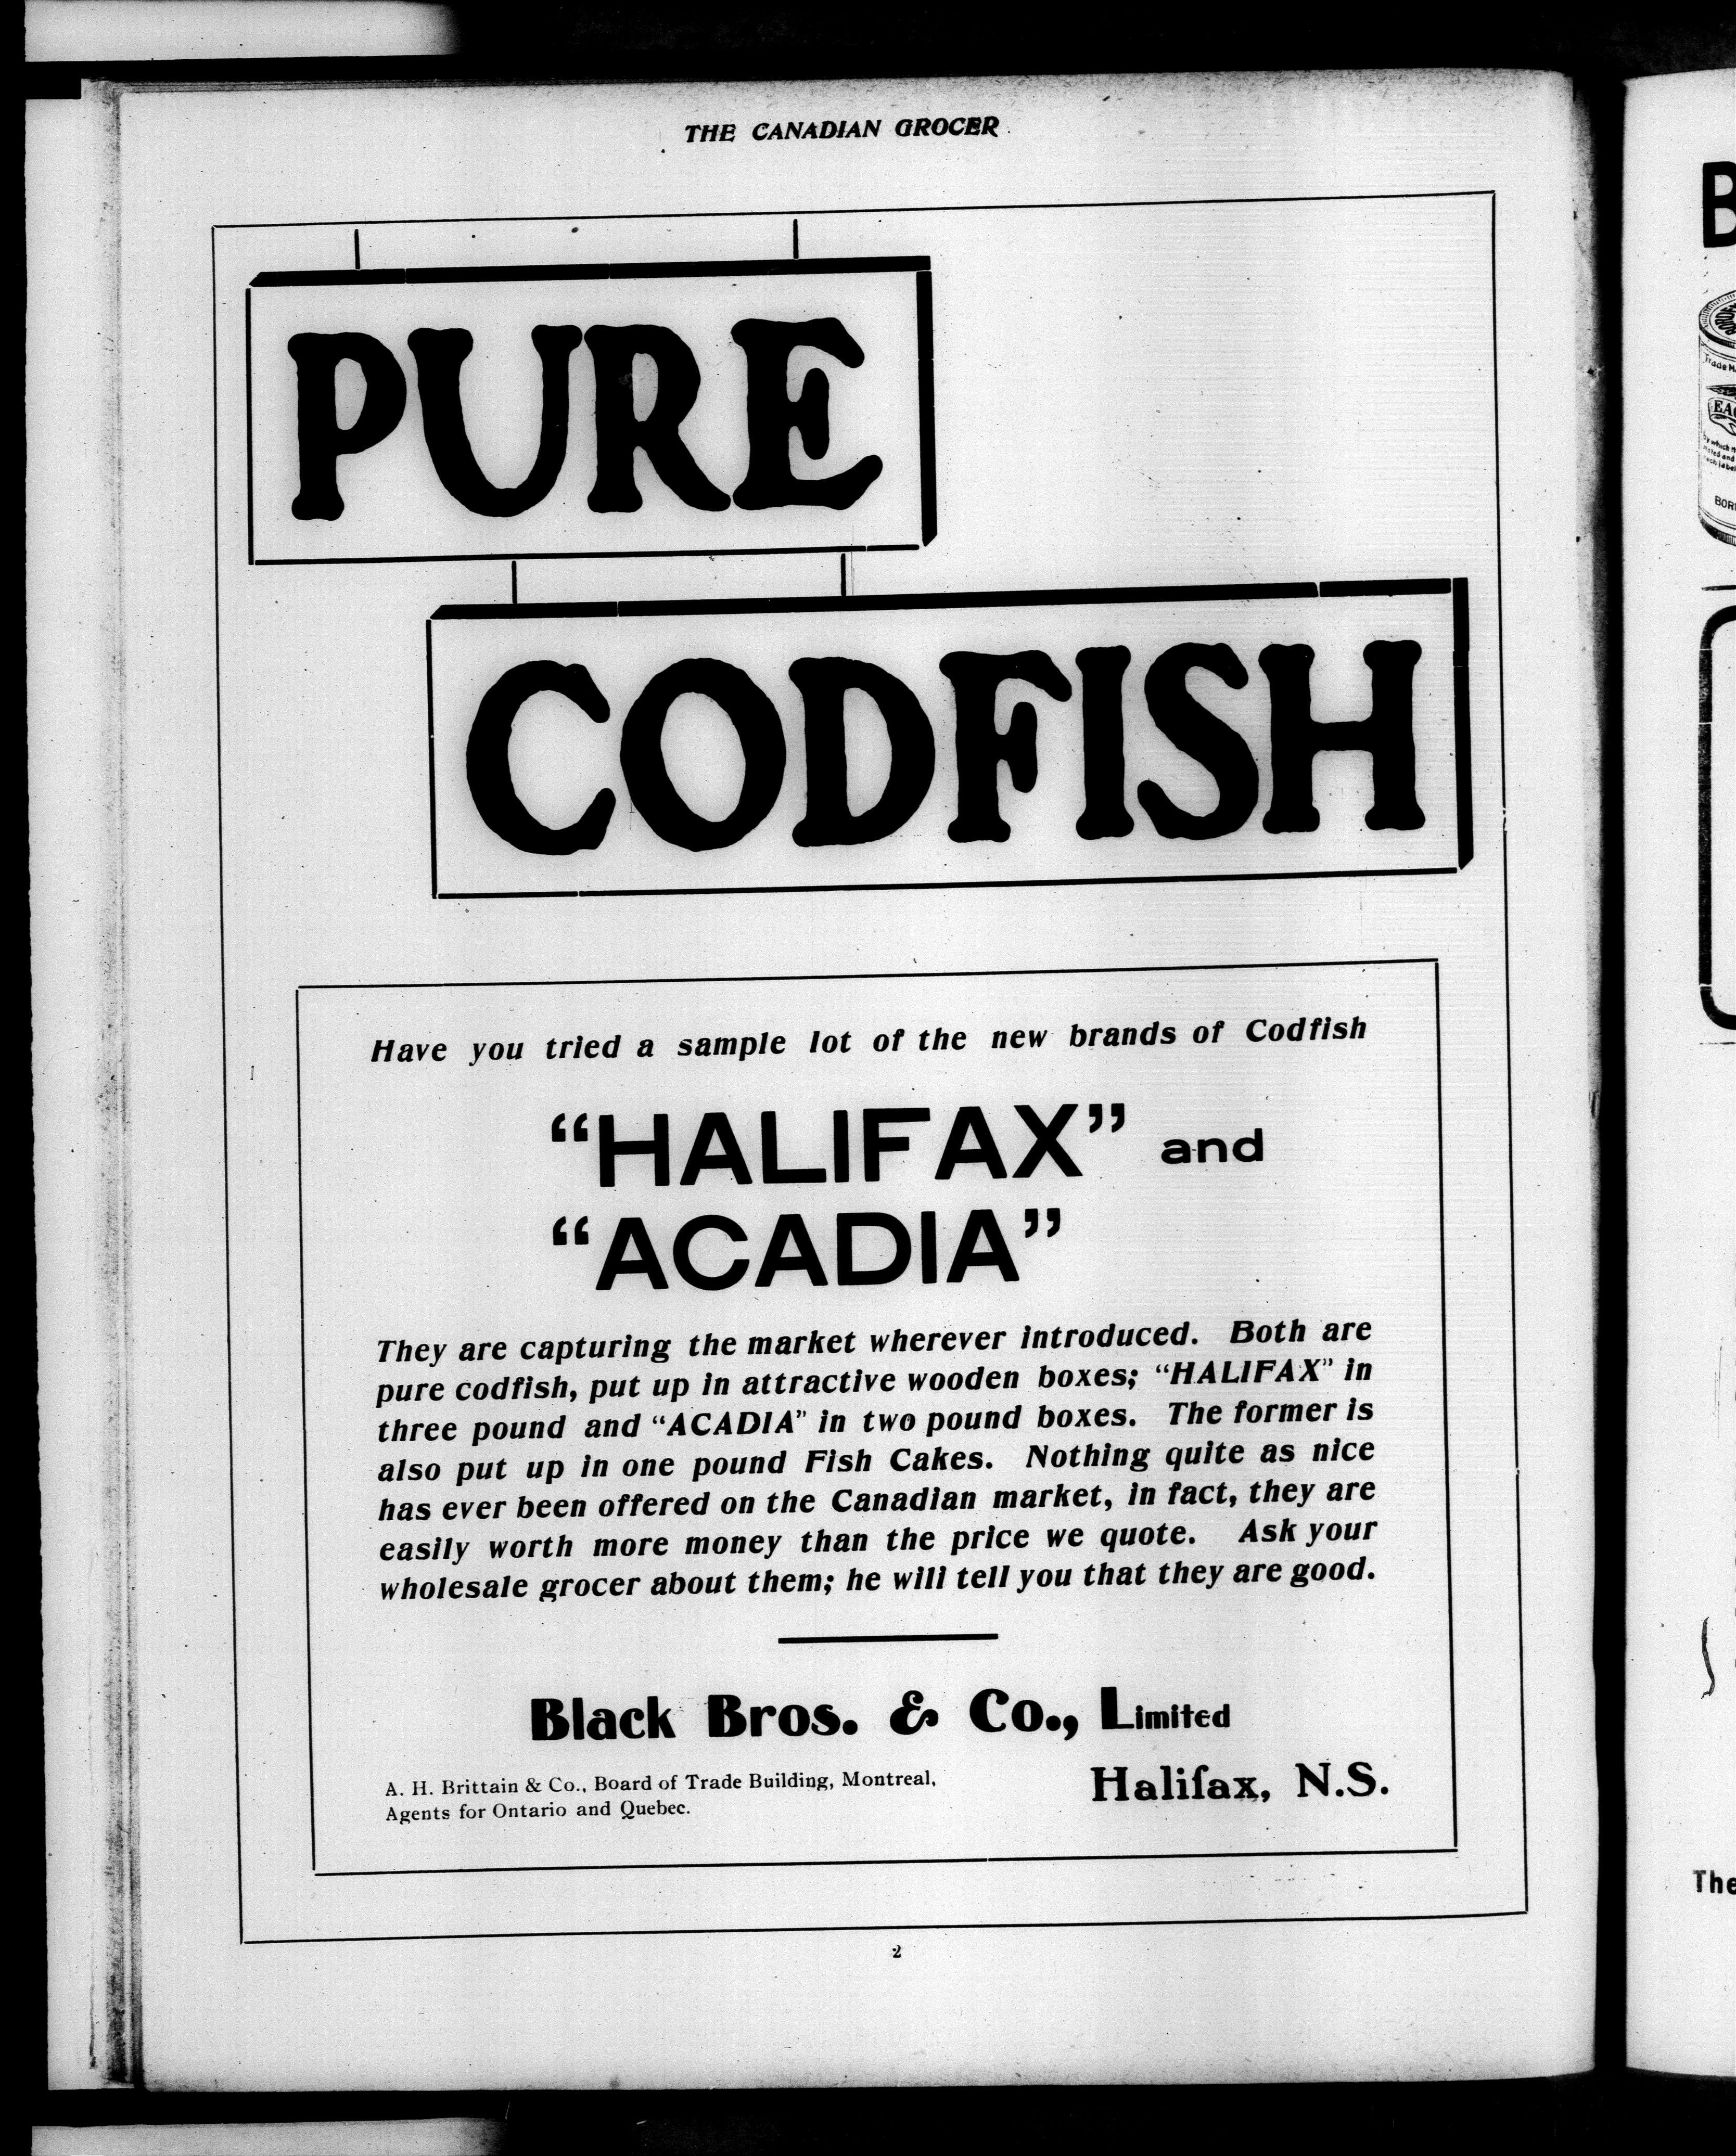 THE CANADIAN GROCER
PURE
CODFISH
Have you tried a sample lot of the new brands of Codfish
“HALIFAX” and
“ACADIA”
They are capturing the market wherever introduced. Both are
pure codfish, put up in attractive wooden boxes; “HALIFAX” in
three pound and “ACADIA” in two pound boxes. The former is
also put up in one pound Fish Cakes. Nothing quite as nice
has ever been offered on the Canadian market, in fact, they are
easily worth more money than the price we quote. Ask your
wholesale grocer about them; he will tell you that they are good.
Black Bros. & Co., Limited
A. H. Brittain & Co., Board of Trade Building, Montreal,
Agents for Ontario and Quebec.
Halifax, N.S.
2
B
Trade M
EAG
by which
and
BOR
The